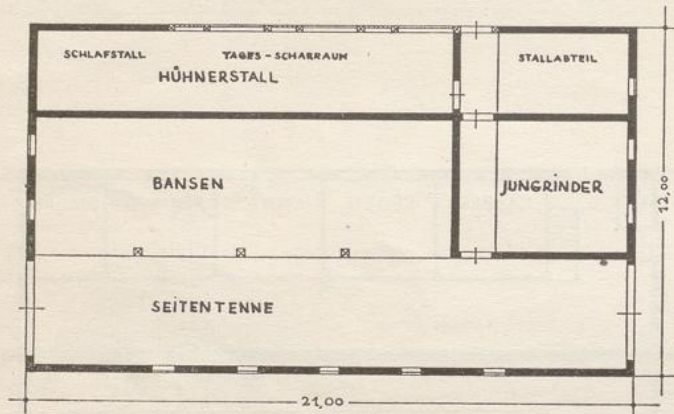 SCHLAFSTALL TAGES-SCHARRAUM STALLABTEIL
HÜHNERSTALL
BANSEN JUNGRINDER
12,00
SEITENTENNE
21,00